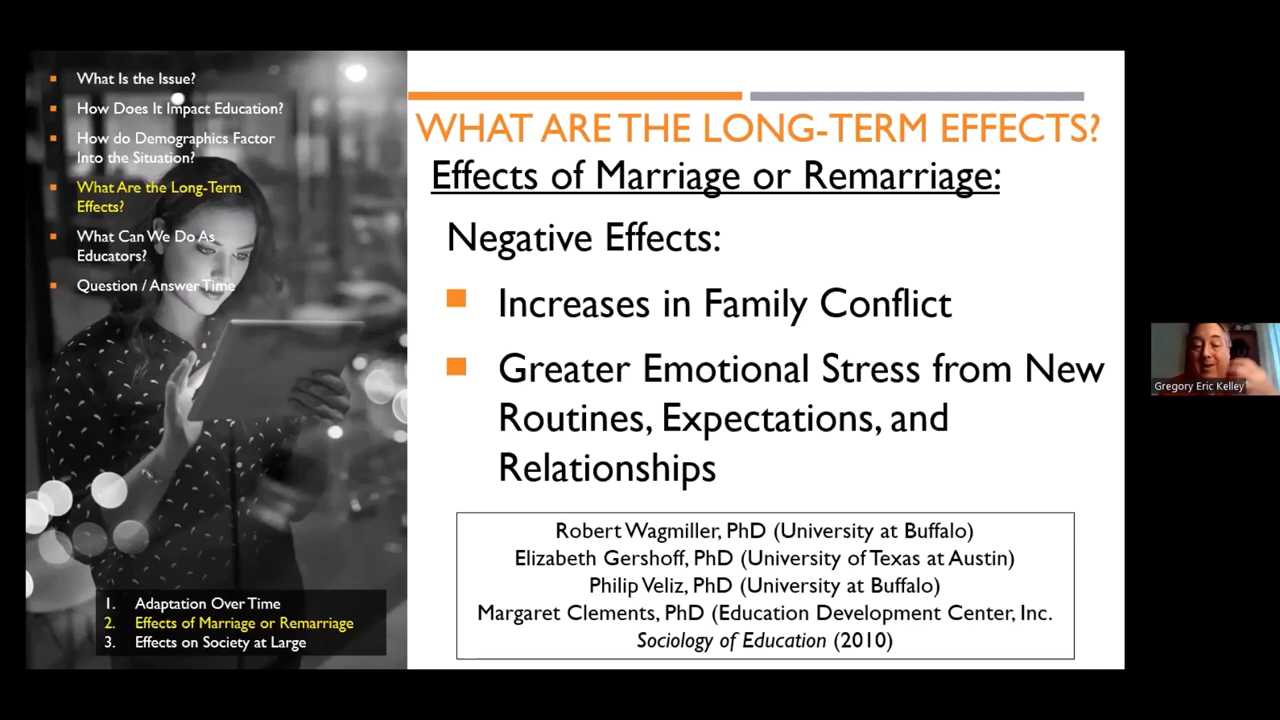 What Is the Issue?
How Does It Impact Education?
How do Demographics Factor
Into the Situation?
What Are the Long-Term
Effects?
What Can We Do As
Educators?
Question / Answer Time
1. Adaptation Over Time
2. Effects of Marriage or Remarriage
3. Effects on Society at Large
WHAT ARE THE LONG-TERM EFFECTS?
Effects of Marriage or Remarriage:
Negative Effects:
Increases in Family Conflict
Greater Emotional Stress from New
Routines, Expectations, and
Relationships
Robert Wagmiller, PhD (University at Buffalo)
Elizabeth Gershoff, PhD (University of Texas at Austin)
Philip Veliz, PhD (University at Buffalo)
Margaret Clements, PhD (Education Development Center, Inc.
Sociology of Education (2010)
Gregory Eric Kelley